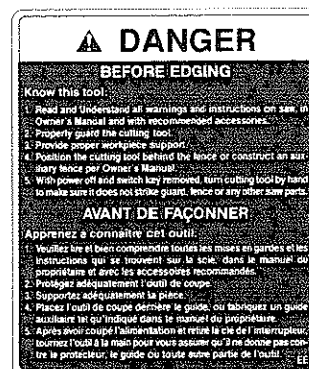 DANGER
BEFORE EDGING
Know this tool:
1. Read and Understand all warnings and instructions on saw, in
Owner's Manual and with recommended accessories.
2. Properly guard the cutting tool.
3. Provide proper workpiece support.
4. Position the cutting tool behind the fence or construct an aux-
iliary fence per Owner's Manual.
5. With power off and switch key removed, turn cutting tool by hand
to make sure it does not strike guard, fence or any other saw parts.
AVANT DE FAÇONNER
Apprenez a connaître cet outil:
1. Veuillez lire et bien comprendre toutes les mises en gardes et les
instructions qui se trouvent sur la scie, dans le manuel du
propriétaire et avec les accessoires recommandés.
2. Protégez adéquatement l'outil de coupe.
3. Supportez adéquatement la pièce.
4. Placez l'outil de coupe derrière le guide, ou fabriquez un guide
auxiliaire tel qu'indiqué dans le manuel du propriétaire.
5. Après avoir coupé l'alimentation et retiré la clé de l'interrupteur,
tournez l'outil à la main pour vous assurer qu'il ne donne pas con-
tre le protecteur, le guide ou toute autre partie de l'outil.
EE